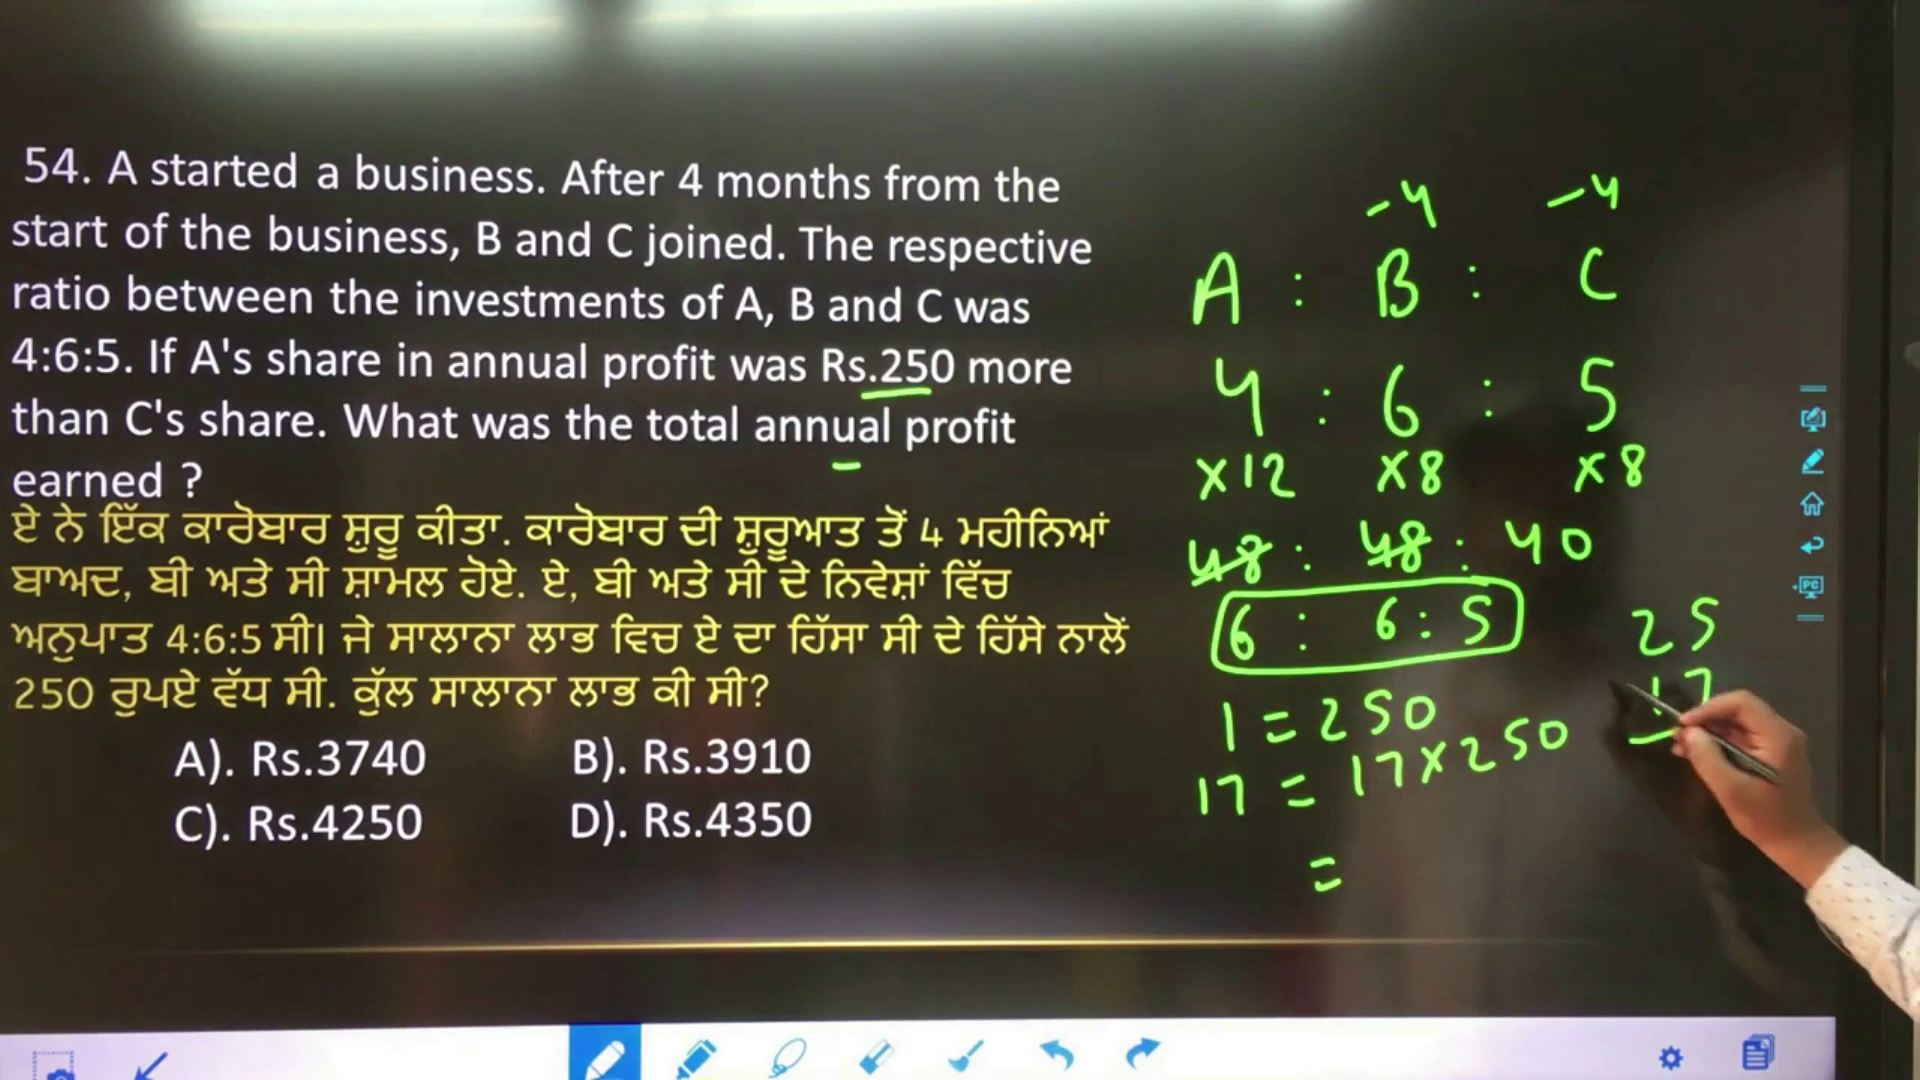 54. A started a business. After 4 months from the
start of the business, B and C joined. The respective
ratio between the investments of A, B and C was
4:6:5. If A's share in annual profit was Rs.250 more
than C's share. What was the total annual profit
earned ?
ਏ ਨੇ ਇੱਕ ਕਾਰੋਬਾਰ ਸ਼ੁਰੂ ਕੀਤਾ. ਕਾਰੋਬਾਰ ਦੀ ਸ਼ੁਰੂਆਤ ਤੋਂ 4 ਮਹੀਨਿਆਂ
ਬਾਅਦ, ਬੀ ਅਤੇ ਸੀ ਸ਼ਾਮਲ ਹੋਏ. ਏ, ਬੀ ਅਤੇ ਸੀ ਦੇ ਨਿਵੇਸ਼ਾਂ ਵਿੱਚ
ਅਨੁਪਾਤ 4:6:5 ਸੀ। ਜੇ ਸਾਲਾਨਾ ਲਾਭ ਵਿਚ ਏ ਦਾ ਹਿੱਸਾ ਸੀ ਦੇ ਹਿੱਸੇ ਨਾਲੋਂ
250 ਰੁਪਏ ਵੱਧ ਸੀ. ਕੁੱਲ ਸਾਲਾਨਾ ਲਾਭ ਕੀ ਸੀ?
A). Rs.3740 B). Rs.3910
C). Rs.4250 D). Rs.4350
-4 -4
A : B : C
4 : 6 : 5
×12 ×8 ×8
48 : 48 : 40
6 : 6 : 5
1 = 250
17 = 17×250
=
25
17
PC